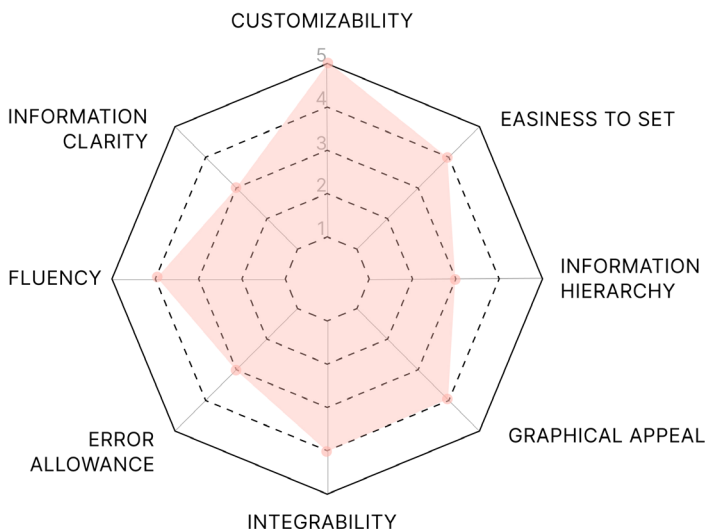 CUSTOMIZABILITY
5
4
3
2
1
EASINESS TO SET
INFORMATION
HIERARCHY
GRAPHICAL APPEAL
INTEGRABILITY
ERROR
ALLOWANCE
FLUENCY
INFORMATION
CLARITY